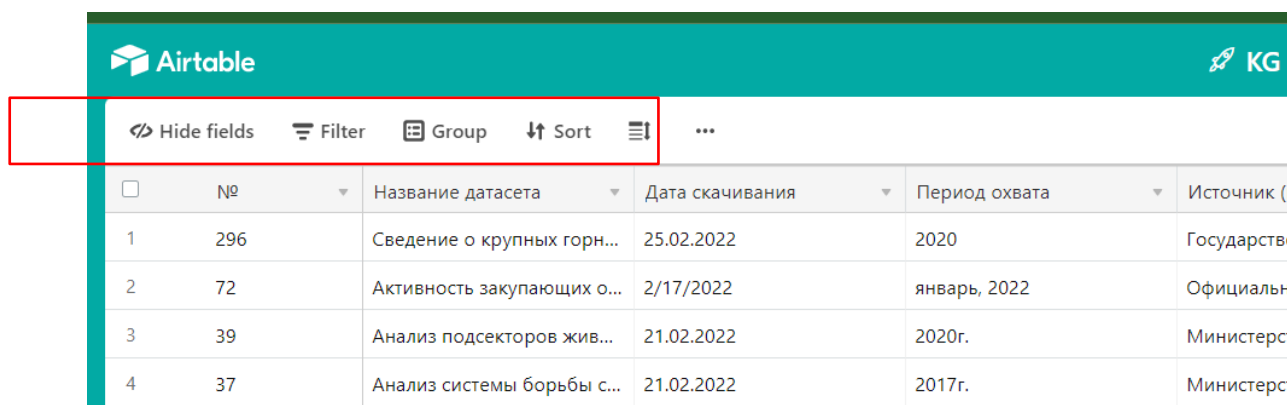 Airtable
KG
Hide fields Filter Group Sort
№ Название датасета Дата скачивания Период охвата Источник (
1 296 Сведение о крупных горн... 25.02.2022 2020 Государств
2 72 Активность закупающих о... 2/17/2022 январь, 2022 Официальн
3 39 Анализ подсекторов жив... 21.02.2022 2020г. Министерс
4 37 Анализ системы борьбы с... 21.02.2022 2017г. Министерс